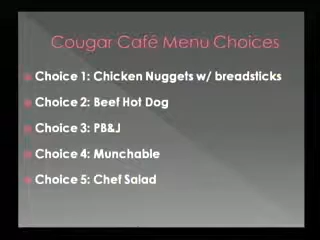 Cougar Café Menu Choices
Choice 1: Chicken Nuggets w/ breadsticks
Choice 2: Beef Hot Dog
Choice 3: PB&J
Choice 4: Munchable
Choice 5: Chef Salad